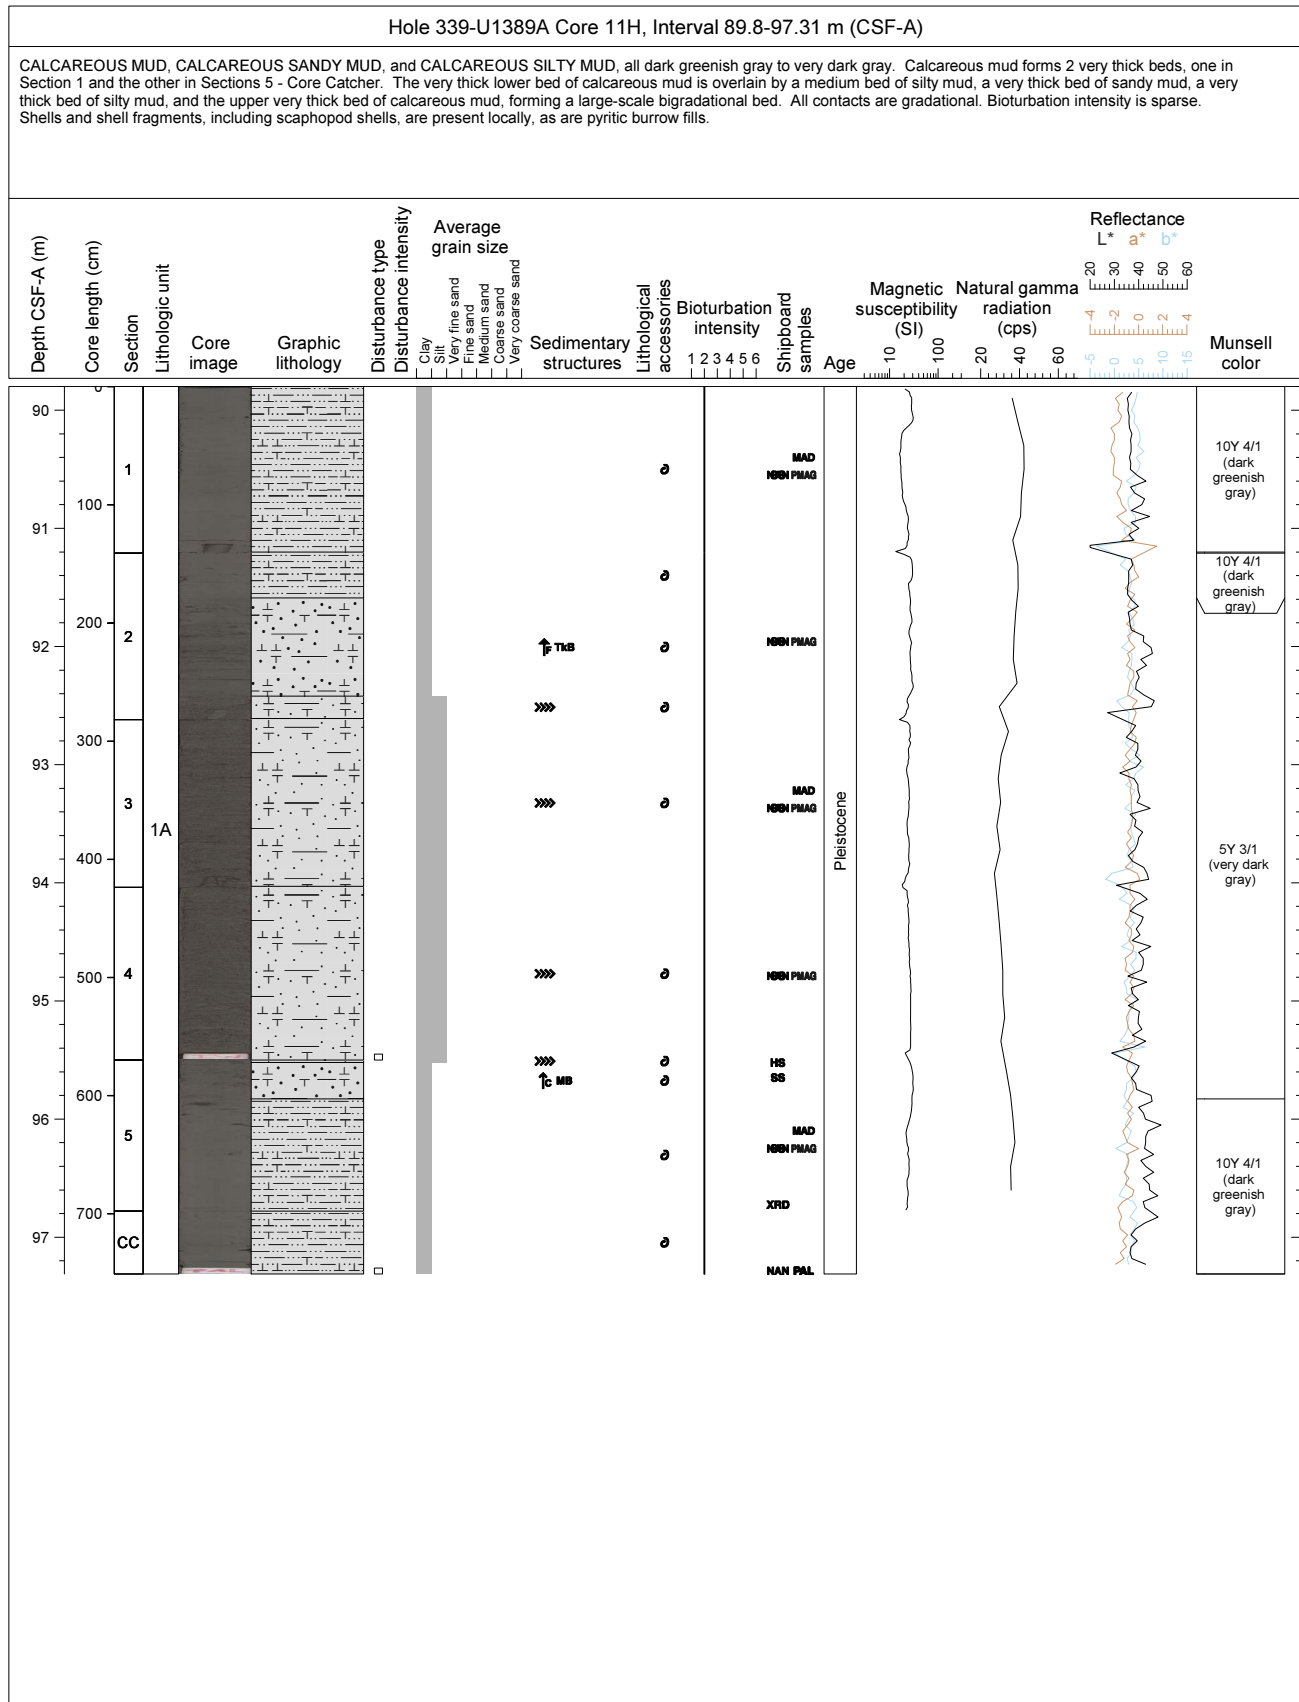 Hole 339-U1389A Core 11H, Interval 89.8-97.31 m (CSF-A)
CALCAREOUS MUD, CALCAREOUS SANDY MUD, and CALCAREOUS SILTY MUD, all dark greenish gray to very dark gray. Calcareous mud forms 2 very thick beds, one in
Section 1 and the other in Sections 5 - Core Catcher. The very thick lower bed of calcareous mud is overlain by a medium bed of silty mud, a very thick bed of sandy mud, a very
thick bed of silty mud, and the upper very thick bed of calcareous mud, forming a large-scale bigradational bed. All contacts are gradational. Bioturbation intensity is sparse.
Shells and shell fragments, including scaphopod shells, are present locally, as are pyritic burrow fills.
Depth CSF-A (m)
Core length (cm)
Section
Lithologic unit
Core
image
Graphic
lithology
Disturbance type
Disturbance intensity
Average
grain size
Clay
Silt
Very fine sand
Fine sand
Medium sand
Coarse sand
Very coarse sand
Sedimentary
structures
Lithological
accessories
Bioturbation
intensity
1 2 3 4 5 6
Shipboard
samples
Age
Magnetic
susceptibility
(SI)
10 100
Natural gamma
radiation
(cps)
20 40 60
Reflectance
L* a* b*
20 30 40 50 60
-4 -2 0 2 4
-5 0 5 10 15
Munsell
color
90
91
92
93
94
95
96
97
0
100
200
300
400
500
600
700
1
2
3
4
5
CC
1A
F TkB
C MB
MAD
PMAG
PMAG
MAD
PMAG
PMAG
HS
SS
MAD
PMAG
XRD
NAN PAL
Pleistocene
10Y 4/1
(dark
greenish
gray)
10Y 4/1
(dark
greenish
gray)
5Y 3/1
(very dark
gray)
10Y 4/1
(dark
greenish
gray)